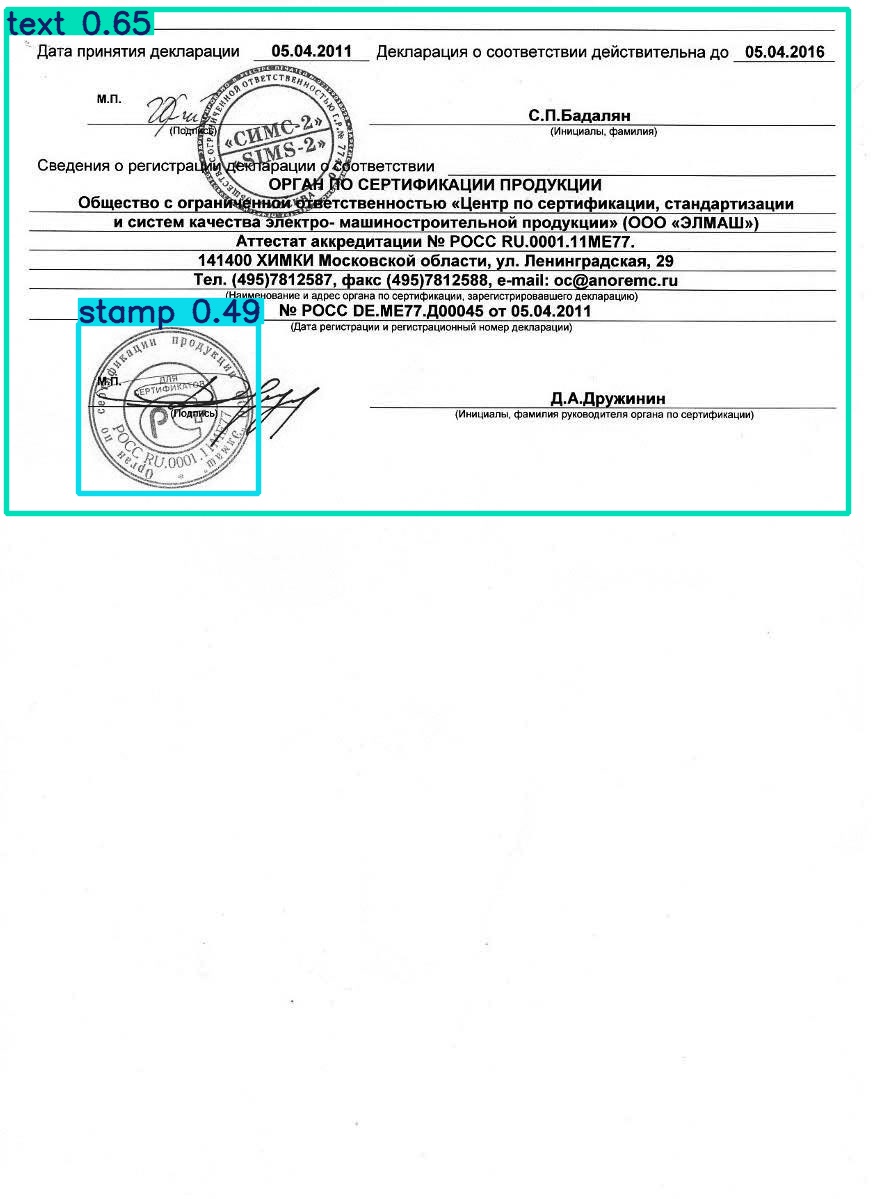 text 0.65
Дата принятия декларации 05.04.2011 Декларация о соответствии действительна до 05.04.2016
М.П.
(Подпись)
С.П.Бадалян
(Инициалы, фамилия)
«СИМС-2»
«SIMS-2»
Сведения о регистрации декларации о соответствии
ОРГАН ПО СЕРТИФИКАЦИИ ПРОДУКЦИИ
Общество с ограниченной ответственностью «Центр по сертификации, стандартизации
и систем качества электро- машиностроительной продукции» (ООО «ЭЛМАШ»)
Аттестат аккредитации № РОСС RU.0001.11МЕ77.
141400 ХИМКИ Московской области, ул. Ленинградская, 29
Тел. (495)7812587, факс (495)7812588, e-mail: oc@anoremc.ru
(Наименование и адрес органа по сертификации, зарегистрировавшего декларацию)
stamp 0.49
№ РОСС DE.МЕ77.Д00045 от 05.04.2011
(Дата регистрации и регистрационный номер декларации)
Орган по сертификации продукции
"Элмаш"
ДЛЯ
СЕРТИФИКАТОВ
РОСС RU.0001.11МЕ77
М.П.
(Подпись)
Д.А.Дружинин
(Инициалы, фамилия руководителя органа по сертификации)